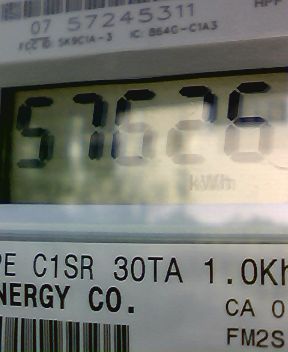 HPF
07 57245311
FCC ID: SK9C1A-3 IC: 864G-C1A3
57626
kWh
PE C1SR 30TA 1.0Kh
NERGY CO.
CA 0
FM2S